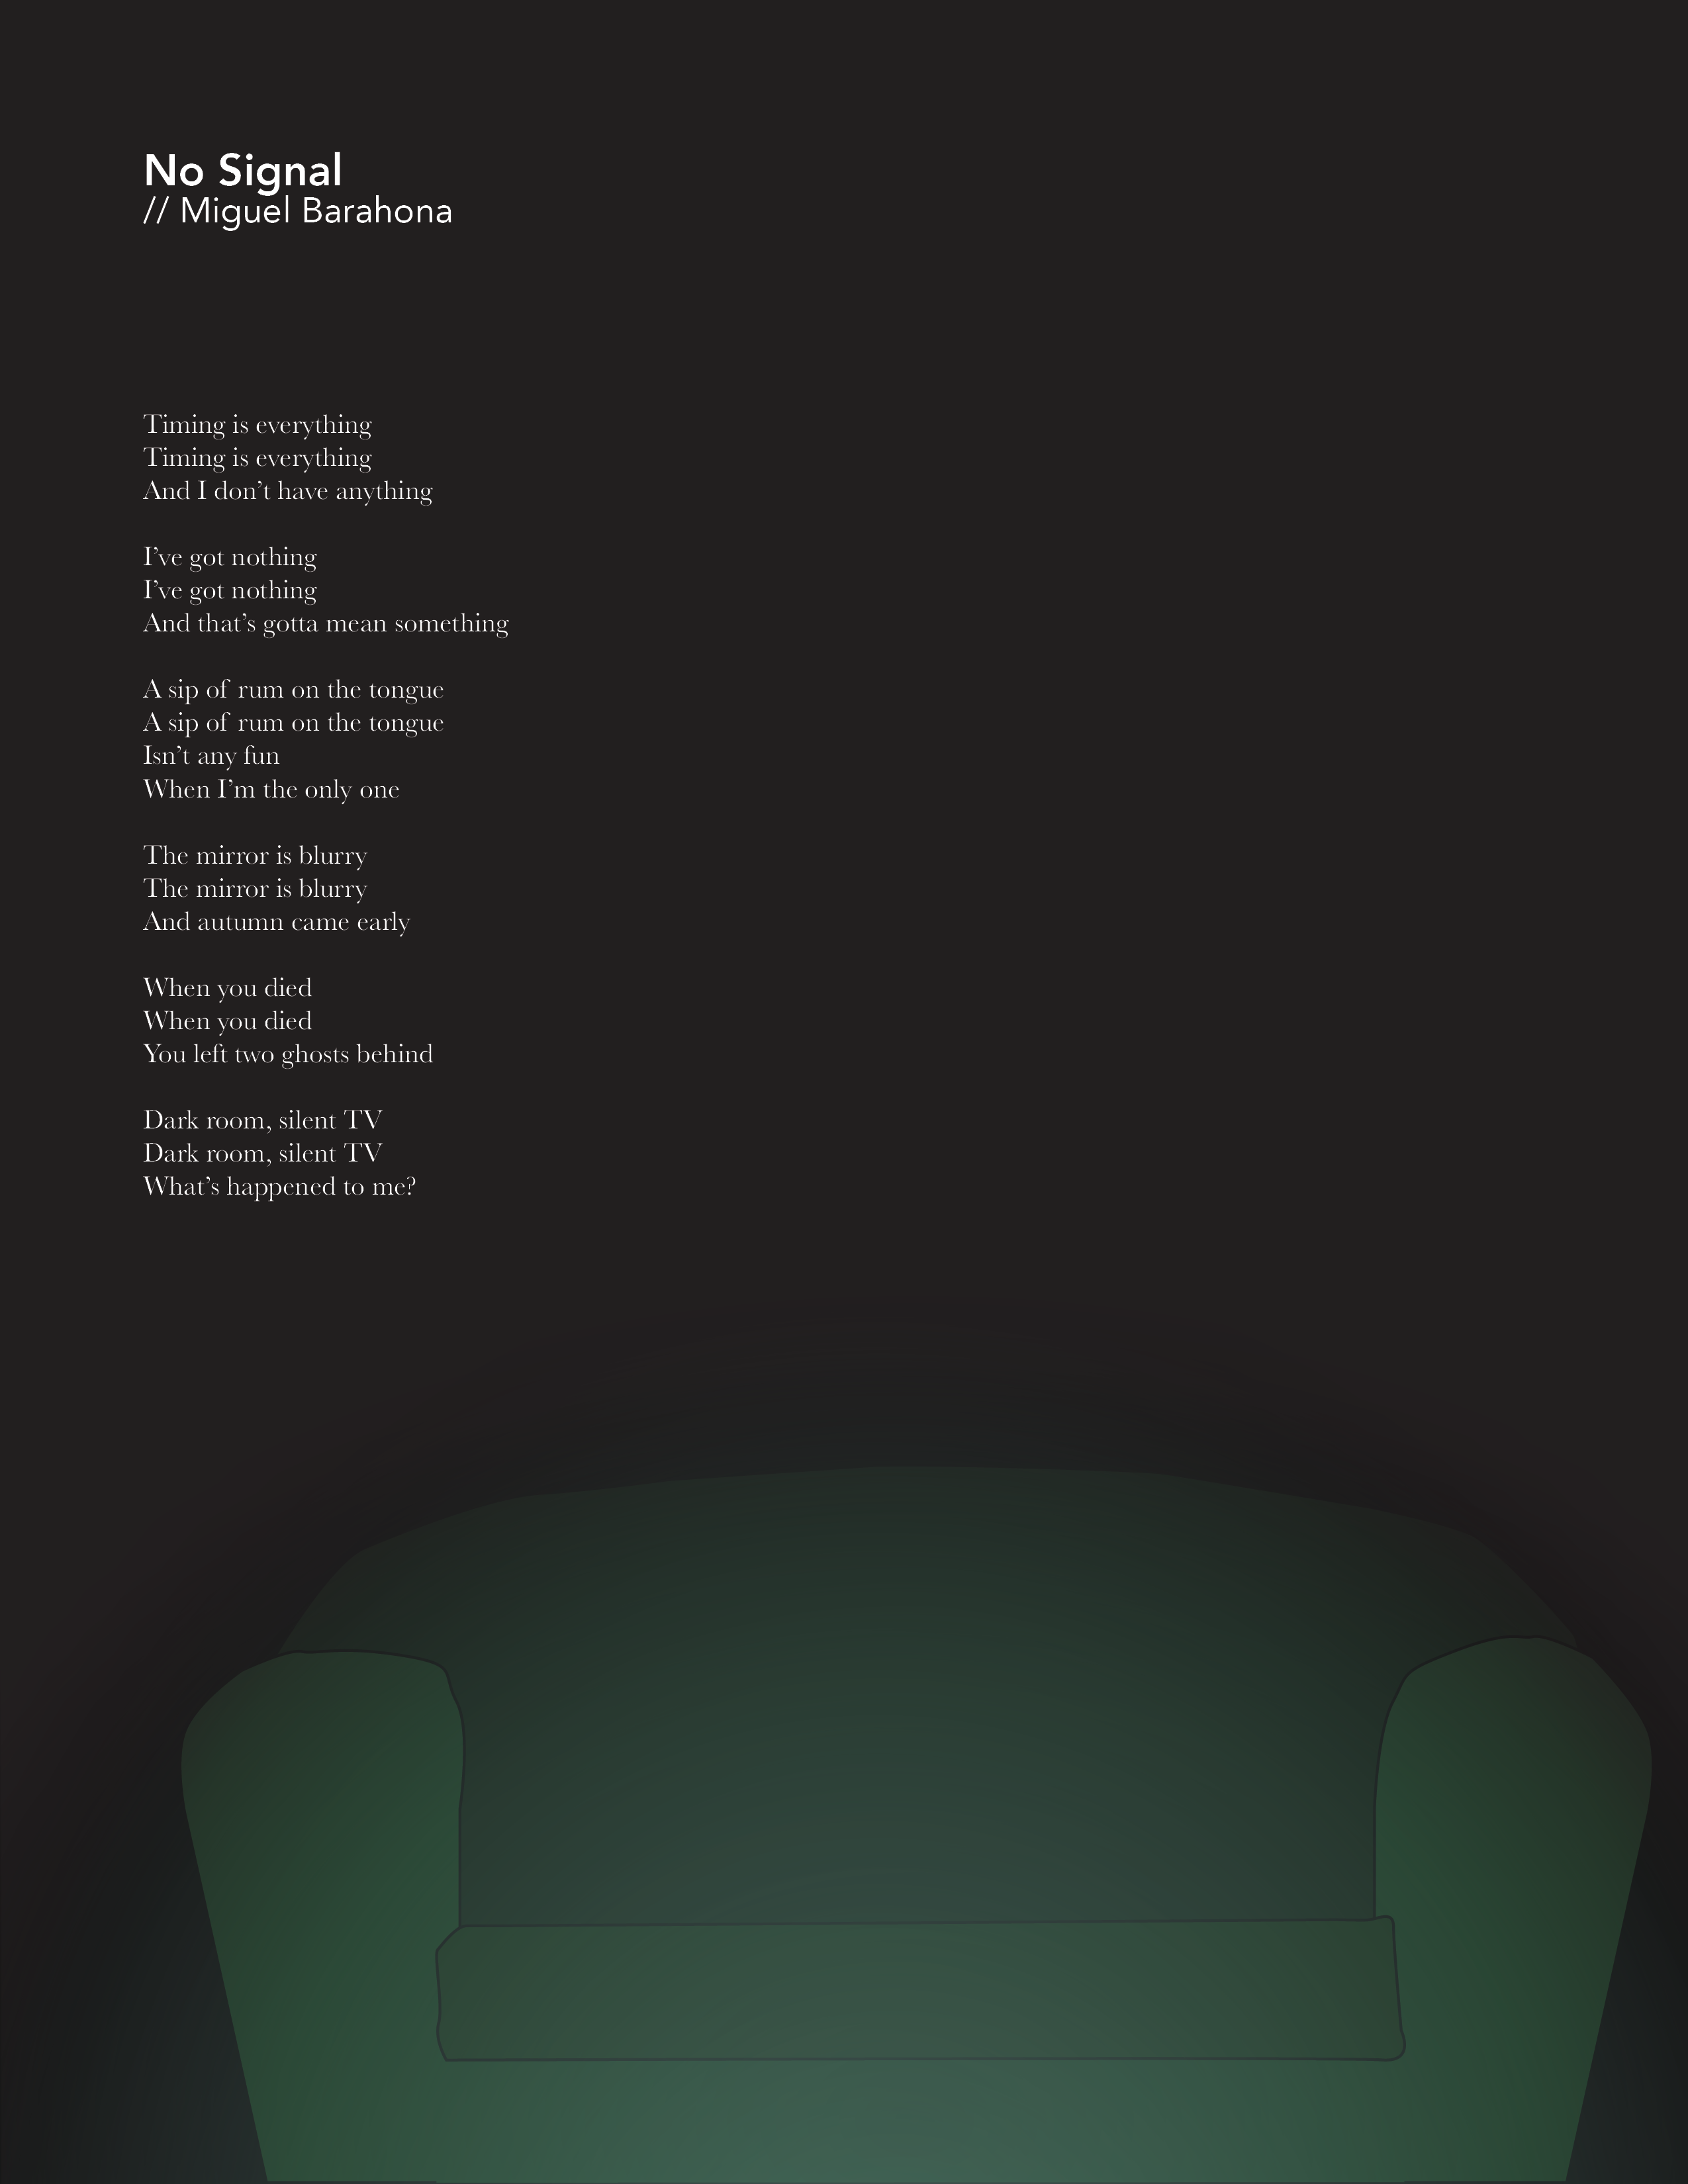 No Signal
// Miguel Barahona
Timing is everything
Timing is everything
And I don’t have anything
I’ve got nothing
I’ve got nothing
And that’s gotta mean something
A sip of rum on the tongue
A sip of rum on the tongue
Isn’t any fun
When I’m the only one
The mirror is blurry
The mirror is blurry
And autumn came early
When you died
When you died
You left two ghosts behind
Dark room, silent TV
Dark room, silent TV
What’s happened to me?